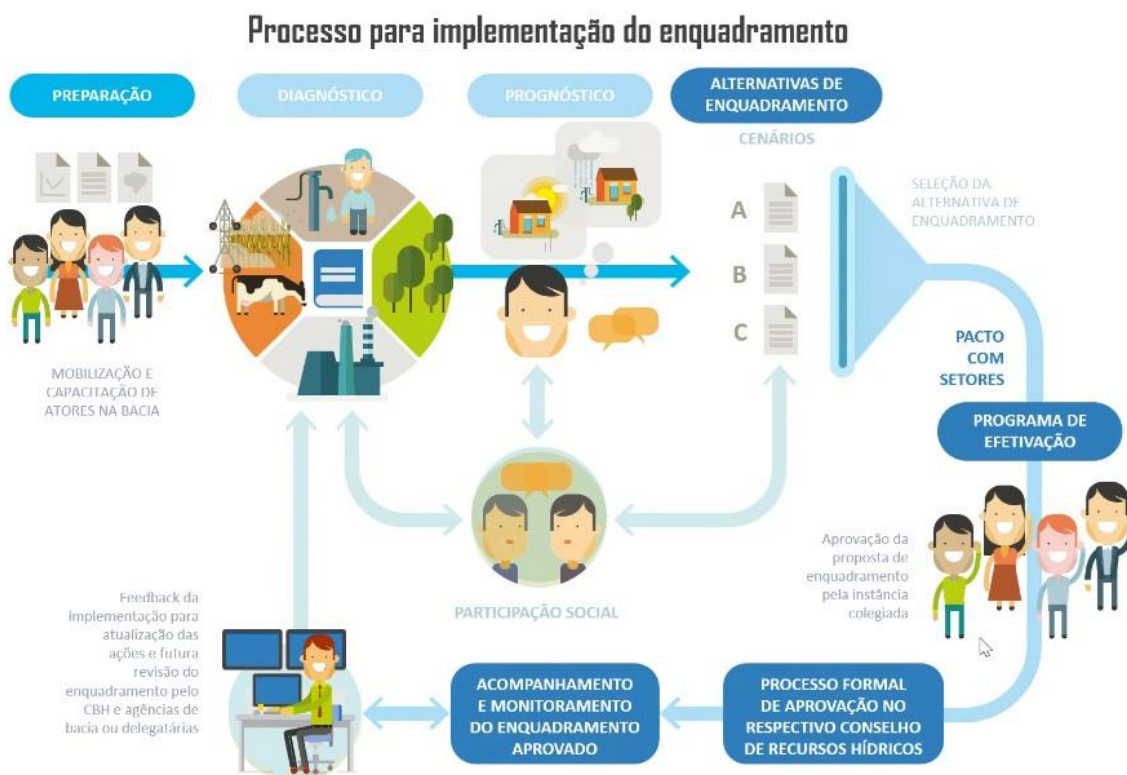 Processo para implementação do enquadramento
PREPARAÇÃO
DIAGNÓSTICO
PROGNÓSTICO
ALTERNATIVAS DE
ENQUADRAMENTO
CENÁRIOS
A
B
C
SELEÇÃO DA
ALTERNATIVA DE
ENQUADRAMENTO
MOBILIZAÇÃO E
CAPACITAÇÃO DE
ATORES NA BACIA
PACTO
COM
SETORES
PROGRAMA DE
EFETIVAÇÃO
Aprovação da
proposta de
enquadramento
pela instância
colegiada
PARTICIPAÇÃO SOCIAL
Feedback da
implementação para
atualização das
ações e futura
revisão do
enquadramento pelo
CBH e agências de
bacia ou delegatárias
ACOMPANHAMENTO
E MONITORAMENTO
DO ENQUADRAMENTO
APROVADO
PROCESSO FORMAL
DE APROVAÇÃO NO
RESPECTIVO CONSELHO
DE RECURSOS HÍDRICOS